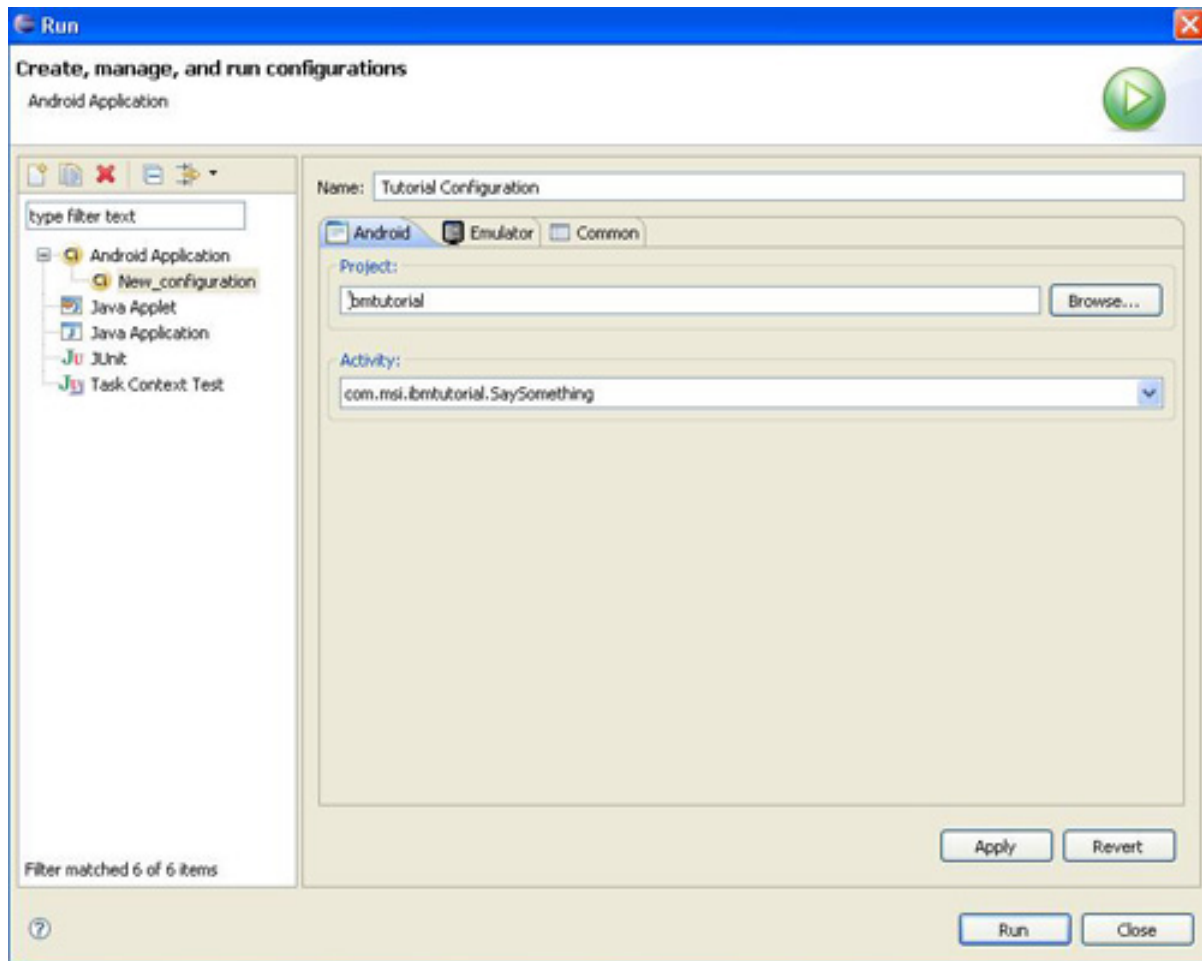 Run
Create, manage, and run configurations
Android Application
type filter text
Android Application
New_configuration
Java Applet
Java Application
JUnit
Task Context Test
Filter matched 6 of 6 items
Name: Tutorial Configuration
Android Emulator Common
Project:
ibmtutorial Browse...
Activity:
com.msi.ibmtutorial.SaySomething
Apply Revert
Run Close